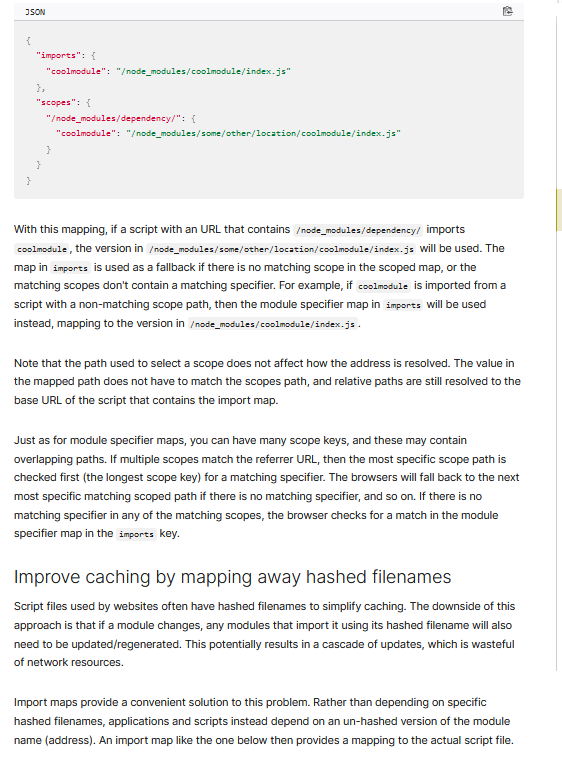 JSON
{
"imports": {
"coolmodule": "/node_modules/coolmodule/index.js"
},
"scopes": {
"/node_modules/dependency/": {
"coolmodule": "/node_modules/some/other/location/coolmodule/index.js"
}
}
}
With this mapping, if a script with an URL that contains /node_modules/dependency/ imports
coolmodule , the version in /node_modules/some/other/location/coolmodule/index.js will be used. The
map in imports is used as a fallback if there is no matching scope in the scoped map, or the
matching scopes don't contain a matching specifier. For example, if coolmodule is imported from a
script with a non-matching scope path, then the module specifier map in imports will be used
instead, mapping to the version in /node_modules/coolmodule/index.js .
Note that the path used to select a scope does not affect how the address is resolved. The value in
the mapped path does not have to match the scopes path, and relative paths are still resolved to the
base URL of the script that contains the import map.
Just as for module specifier maps, you can have many scope keys, and these may contain
overlapping paths. If multiple scopes match the referrer URL, then the most specific scope path is
checked first (the longest scope key) for a matching specifier. The browsers will fall back to the next
most specific matching scoped path if there is no matching specifier, and so on. If there is no
matching specifier in any of the matching scopes, the browser checks for a match in the module
specifier map in the imports key.
Improve caching by mapping away hashed filenames
Script files used by websites often have hashed filenames to simplify caching. The downside of this
approach is that if a module changes, any modules that import it using its hashed filename will also
need to be updated/regenerated. This potentially results in a cascade of updates, which is wasteful
of network resources.
Import maps provide a convenient solution to this problem. Rather than depending on specific
hashed filenames, applications and scripts instead depend on an un-hashed version of the module
name (address). An import map like the one below then provides a mapping to the actual script file.